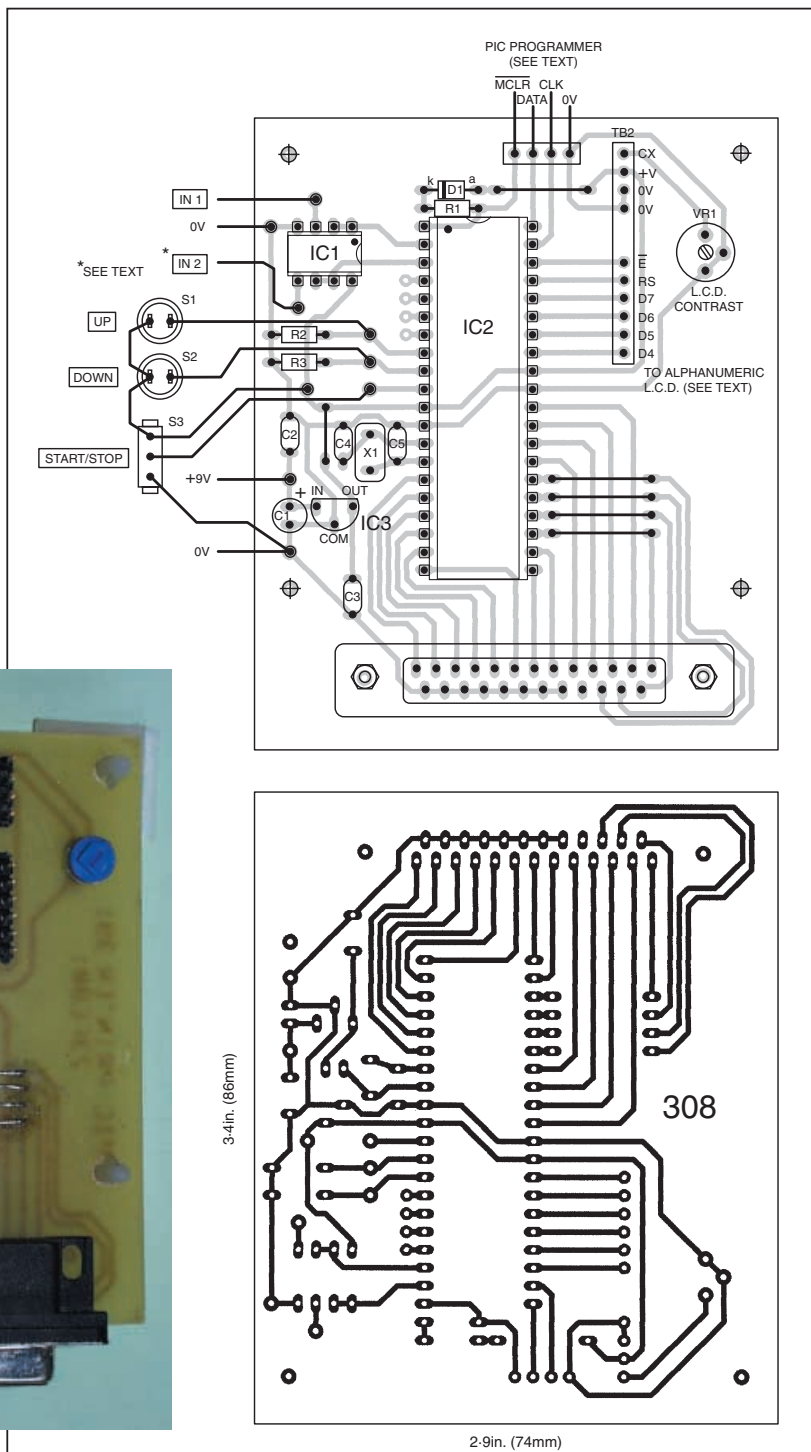 PIC PROGRAMMER
(SEE TEXT)
MCLR CLK
DATA 0V
TB2
CX
+V
0V
0V
E
RS
D7
D6
D5
D4
VR1
L.C.D.
CONTRAST
TO ALPHANUMERIC
L.C.D. (SEE TEXT)
k D1 a
R1
IN 1
0V
IC1
IC2
* IN 2
*SEE TEXT
S1
UP
R2
S2
R3
DOWN
S3
START/STOP
C2
C4
X1
C5
+9V
+ IN OUT
C1
IC3
COM
0V
C3
308
3·4in. (86mm)
2·9in. (74mm)